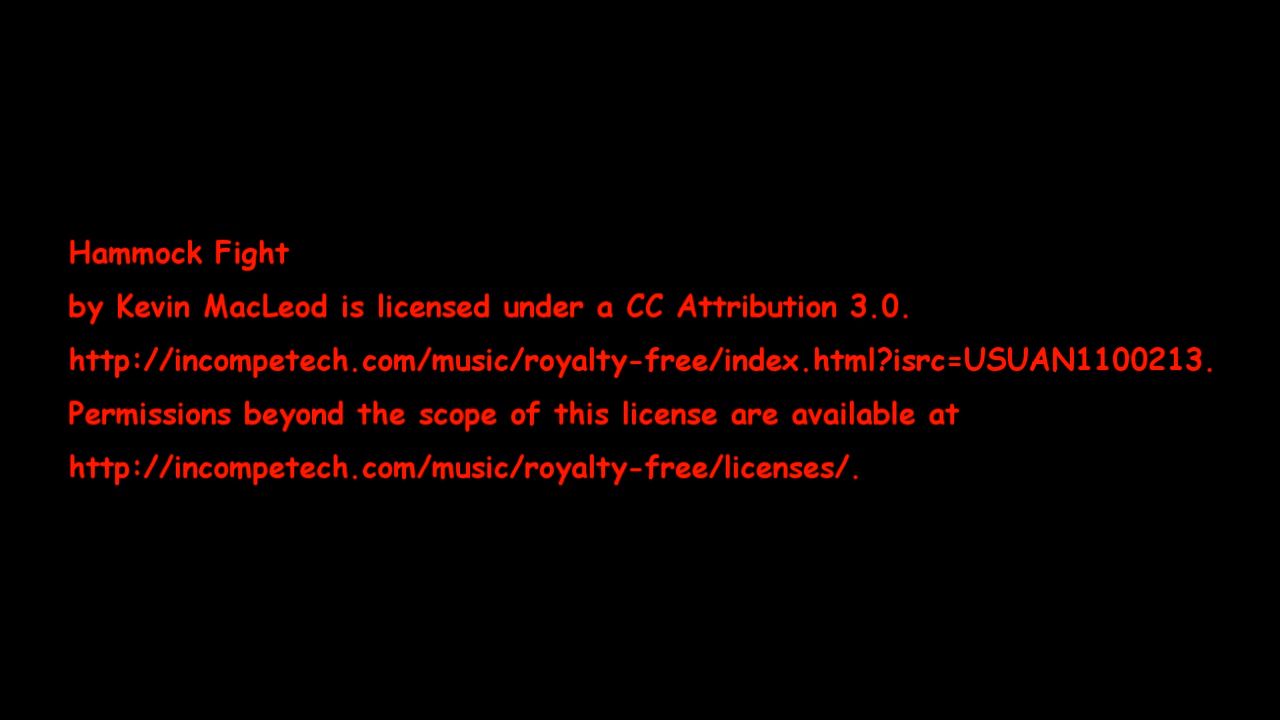 Hammock Fight
by Kevin MacLeod is licensed under a CC Attribution 3.0.
http://incompetech.com/music/royalty-free/index.html?isrc=USUAN1100213.
Permissions beyond the scope of this license are available at
http://incompetech.com/music/royalty-free/licenses/.